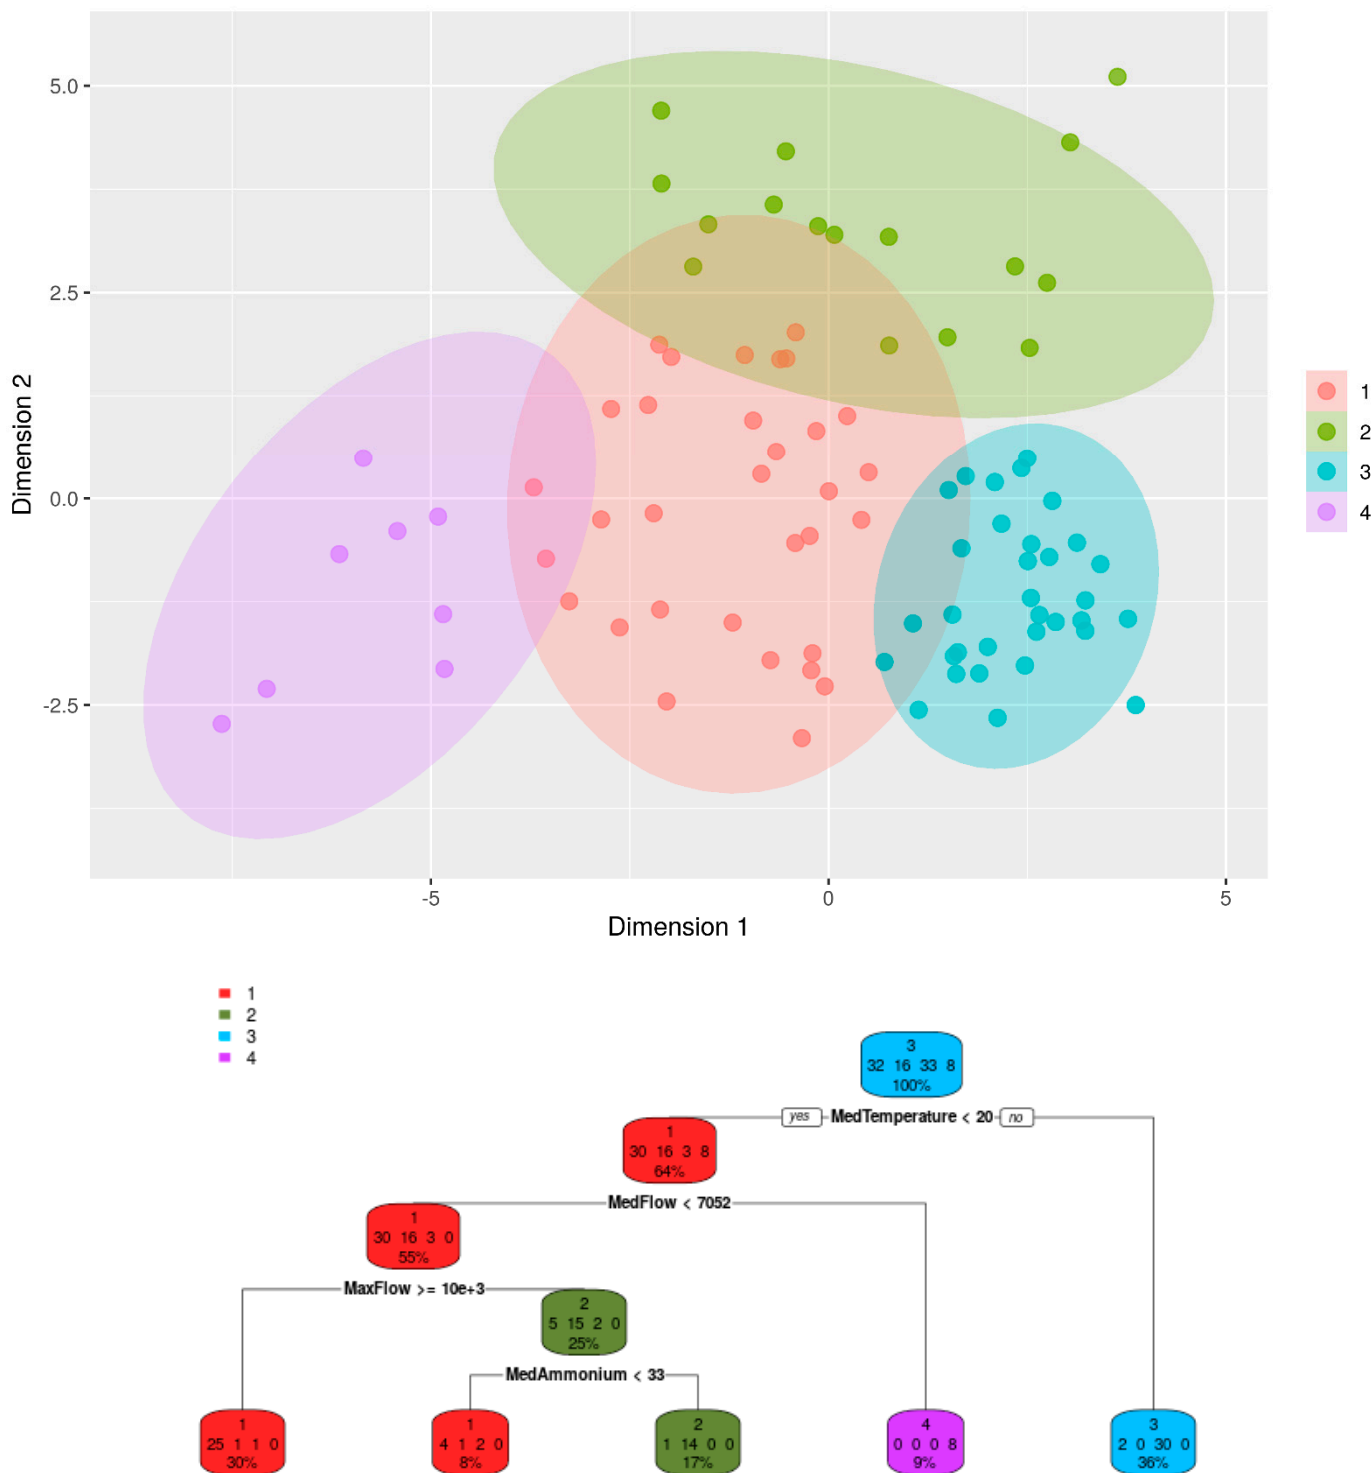 5.0
2.5
0.0
-2.5
Dimension 2
-5
0
5
Dimension 1
1
2
3
4
1
2
3
4
3
32 16 33 8
100%
yes MedTemperature < 20 no
1
30 16 3 8
64%
MedFlow < 7052
1
30 16 3 0
55%
MaxFlow >= 10e+3
2
5 15 2 0
25%
MedAmmonium < 33
1
25 1 1 0
30%
1
4 1 2 0
8%
2
1 14 0 0
17%
4
0 0 0 8
9%
3
2 0 30 0
36%